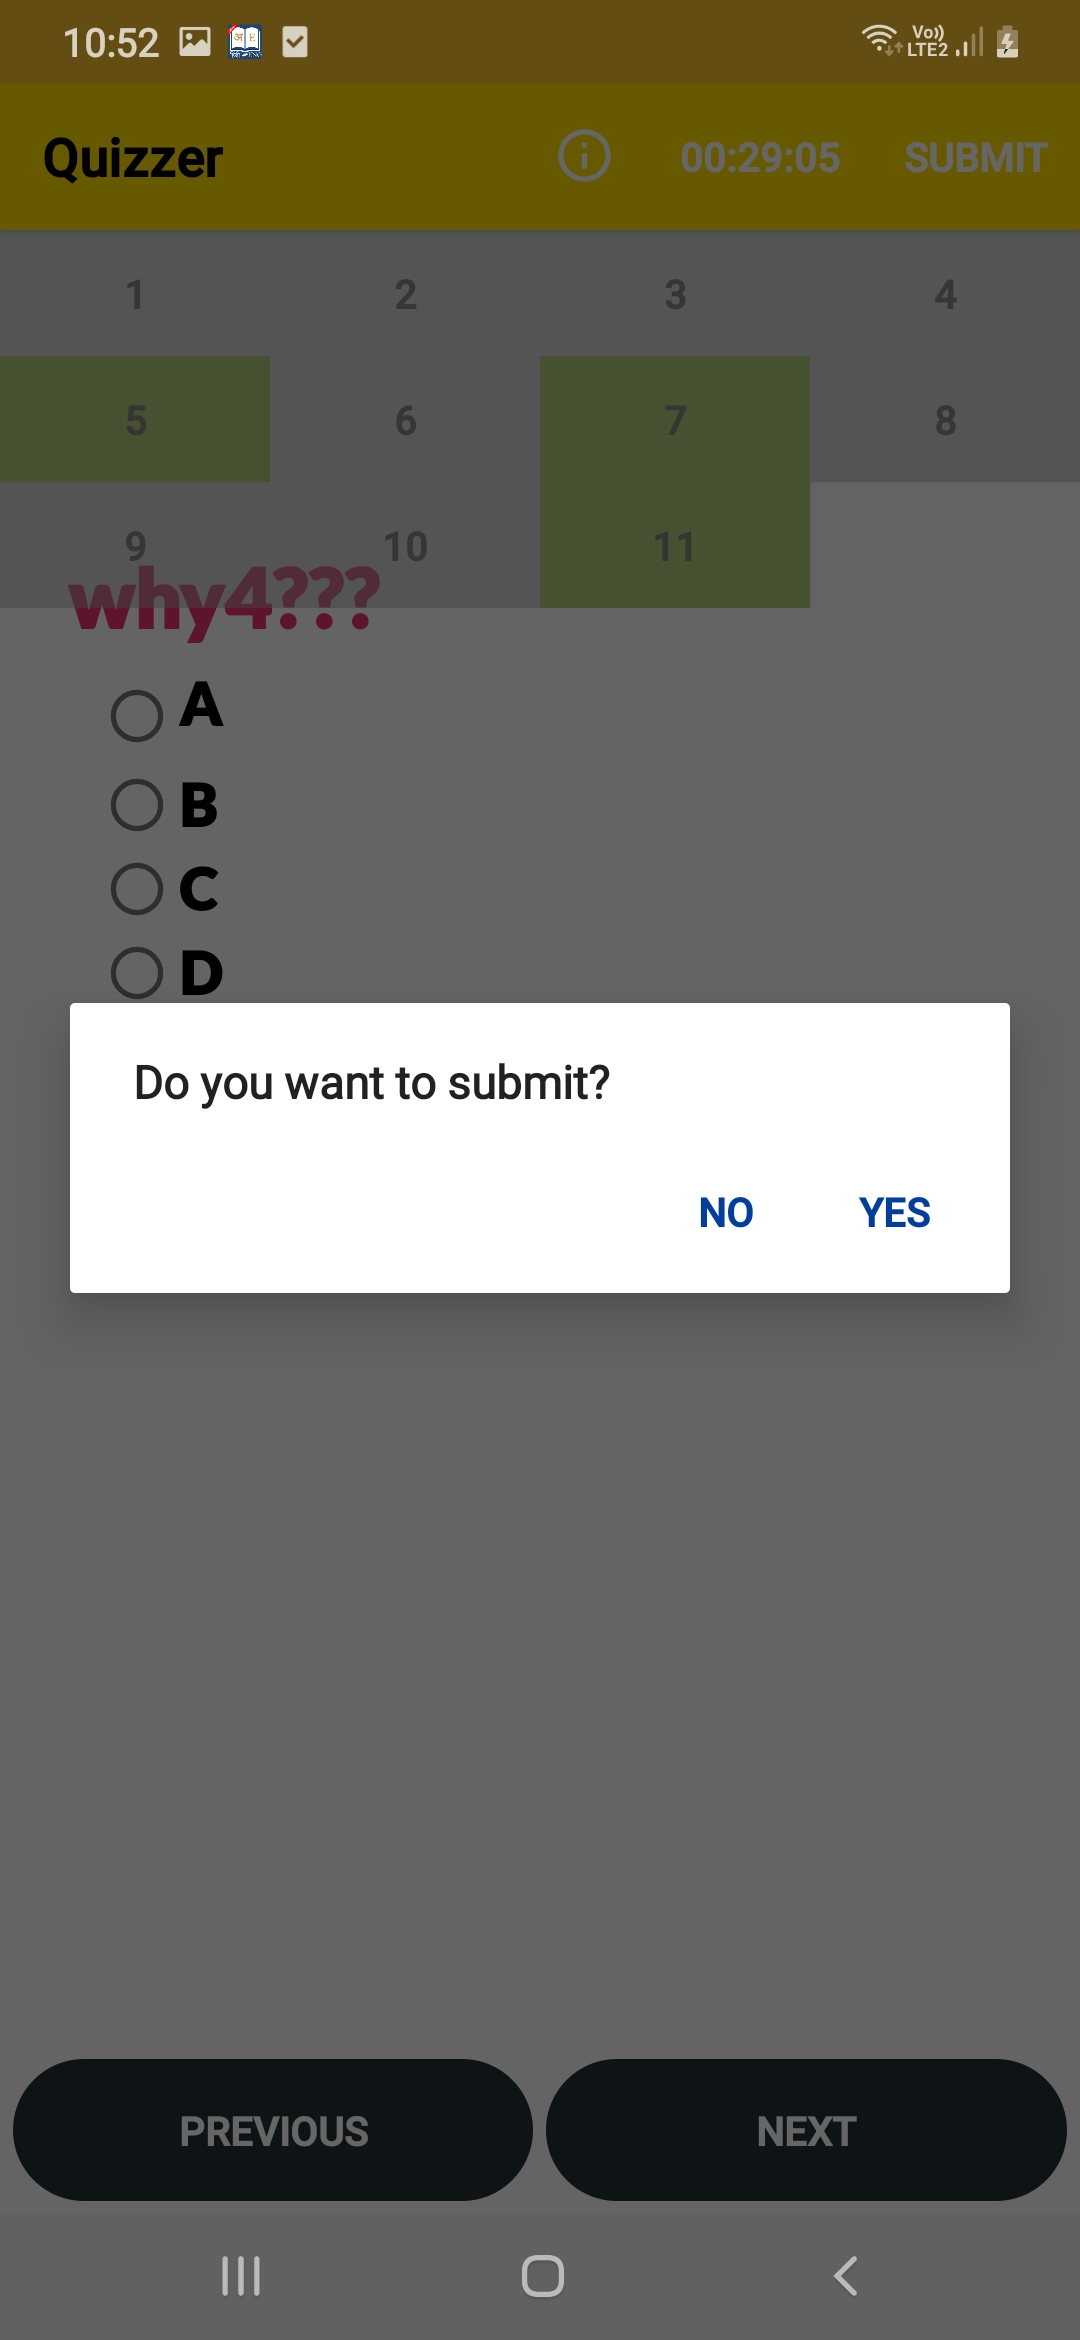 10:52 Vo)) LTE2
Quizzer 00:29:05 SUBMIT
1 2 3 4
5 6 7 8
9 10 11
why4???
A
B
C
D
Do you want to submit?
NO YES
PREVIOUS NEXT